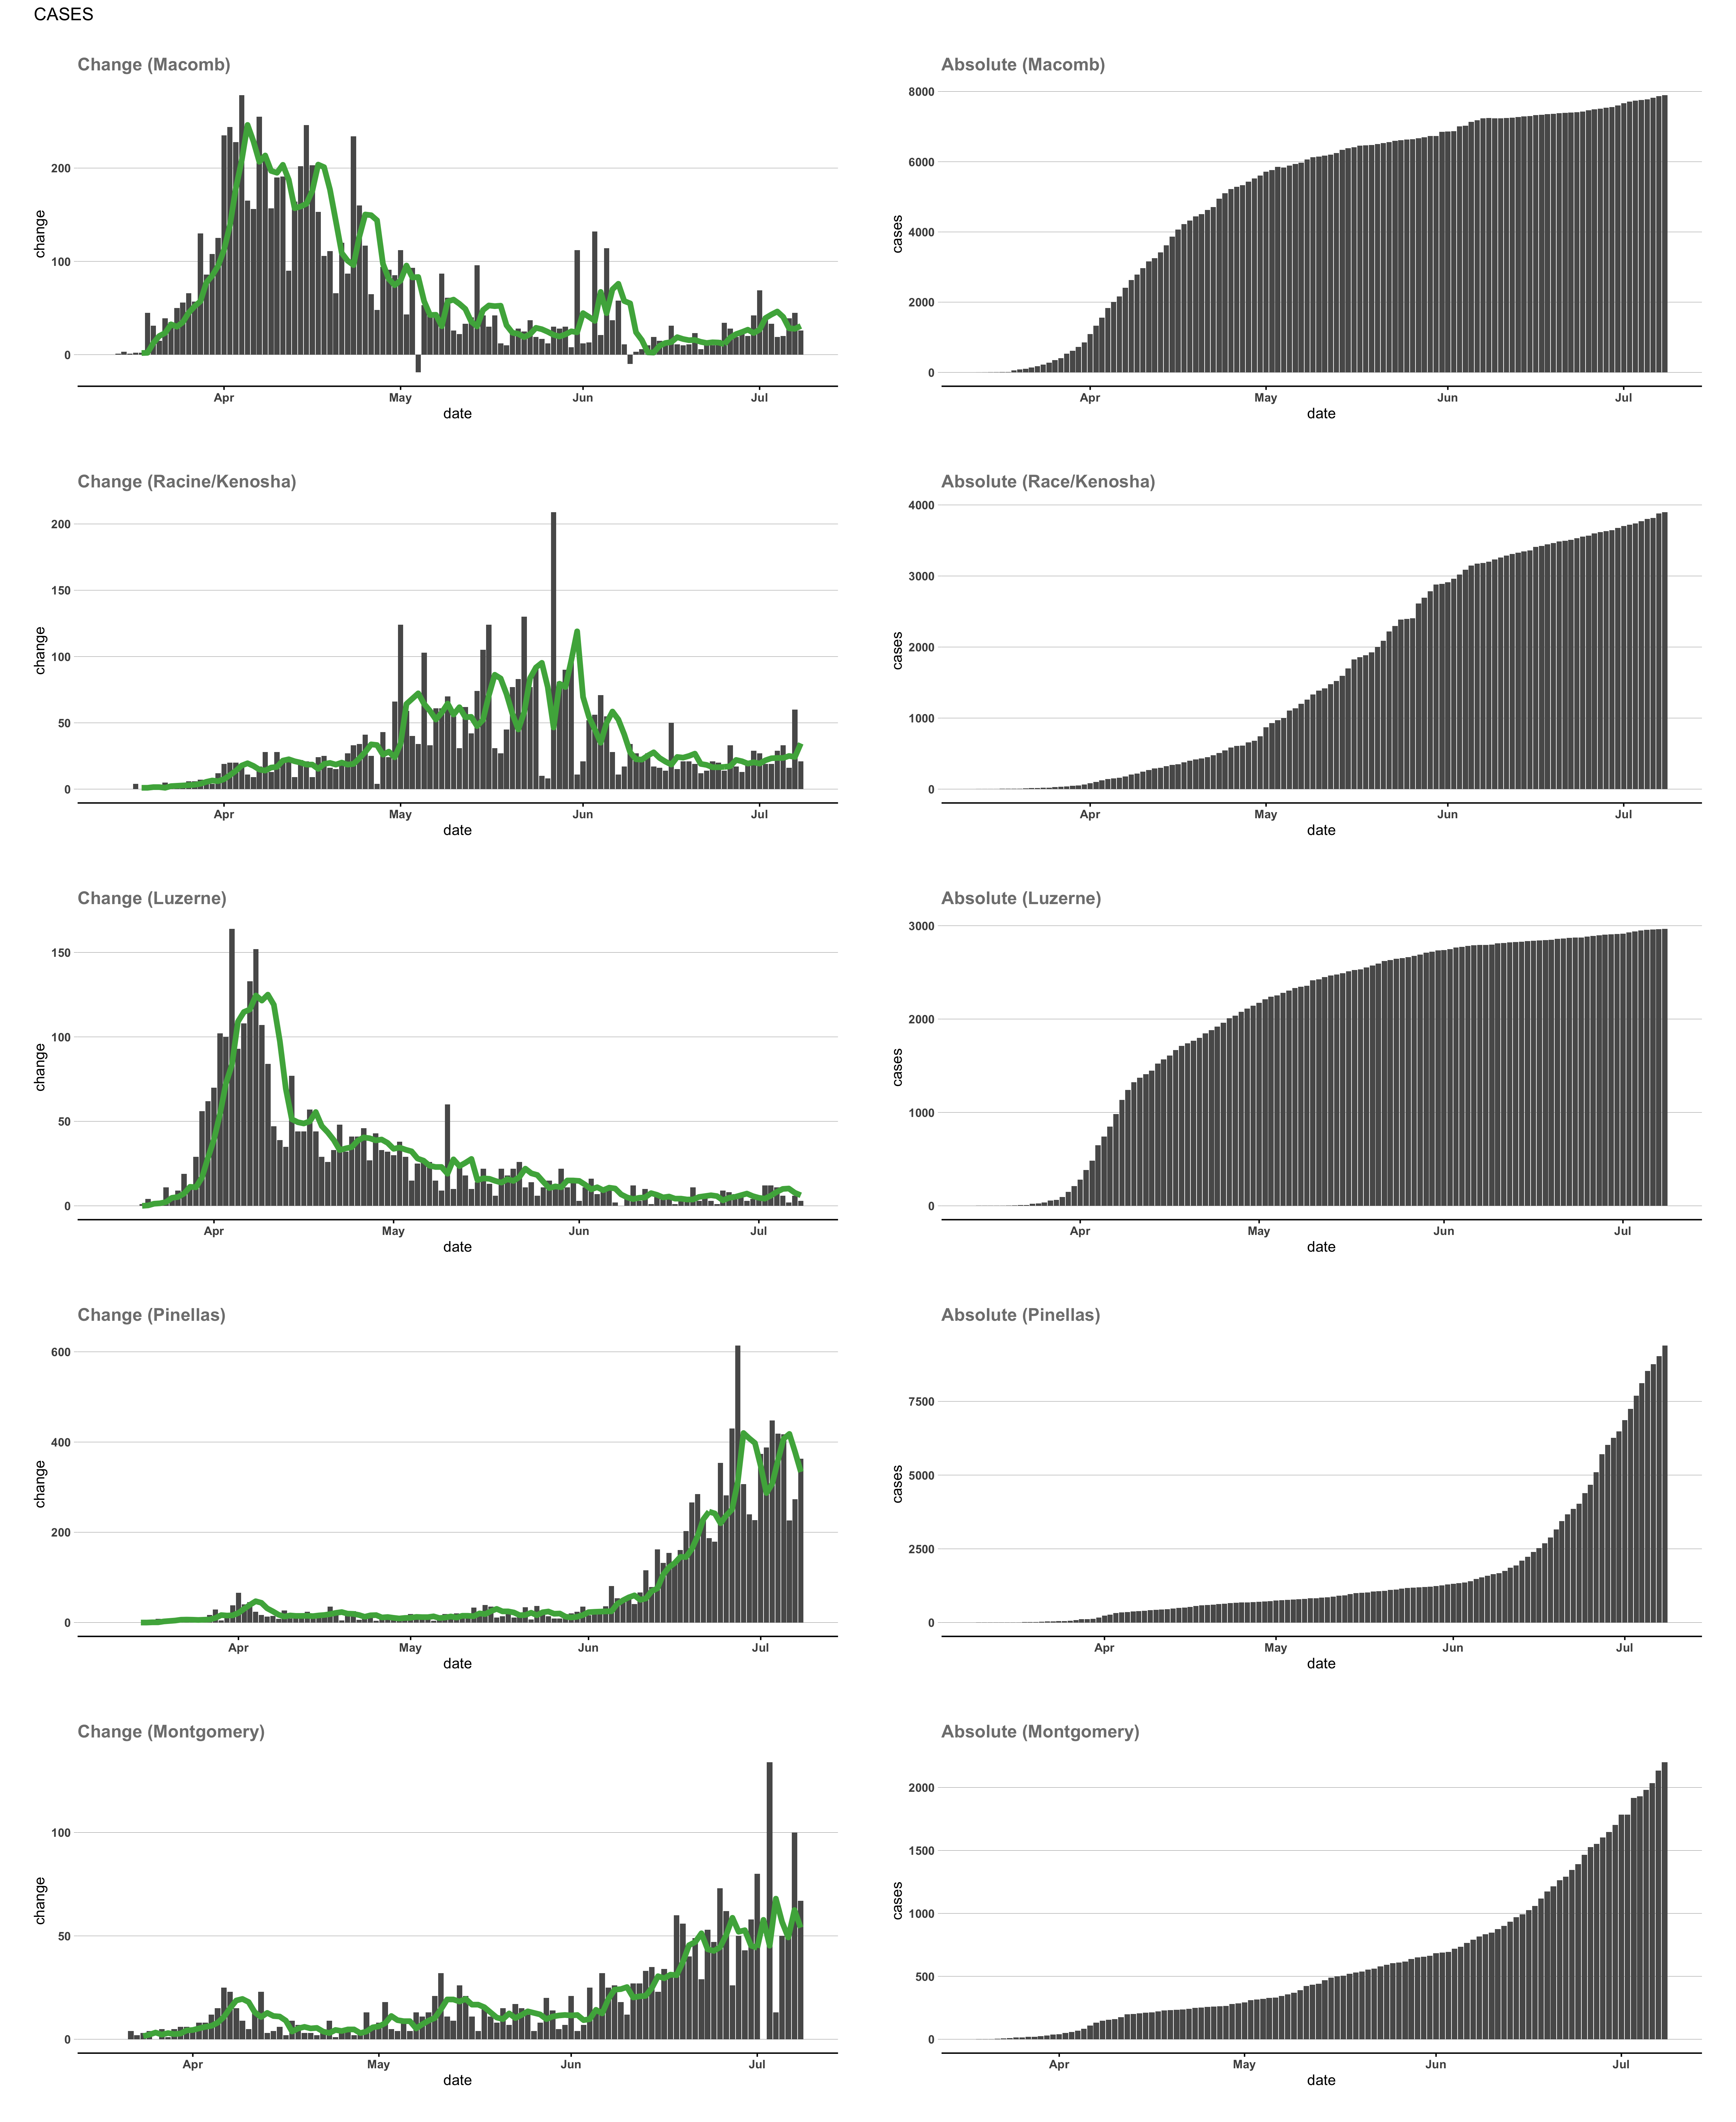 CASES
Change (Macomb)
200
100
0
change
Apr May Jun Jul
date
Absolute (Macomb)
8000
6000
4000
2000
0
cases
Apr May Jun Jul
date
Change (Racine/Kenosha)
200
150
100
50
0
change
Apr May Jun Jul
date
Absolute (Race/Kenosha)
4000
3000
2000
1000
0
cases
Apr May Jun Jul
date
Change (Luzerne)
150
100
50
0
change
Apr May Jun Jul
date
Absolute (Luzerne)
3000
2000
1000
0
cases
Apr May Jun Jul
date
Change (Pinellas)
600
400
200
0
change
Apr May Jun Jul
date
Absolute (Pinellas)
7500
5000
2500
0
cases
Apr May Jun Jul
date
Change (Montgomery)
100
50
0
change
Apr May Jun Jul
date
Absolute (Montgomery)
2000
1500
1000
500
0
cases
Apr May Jun Jul
date